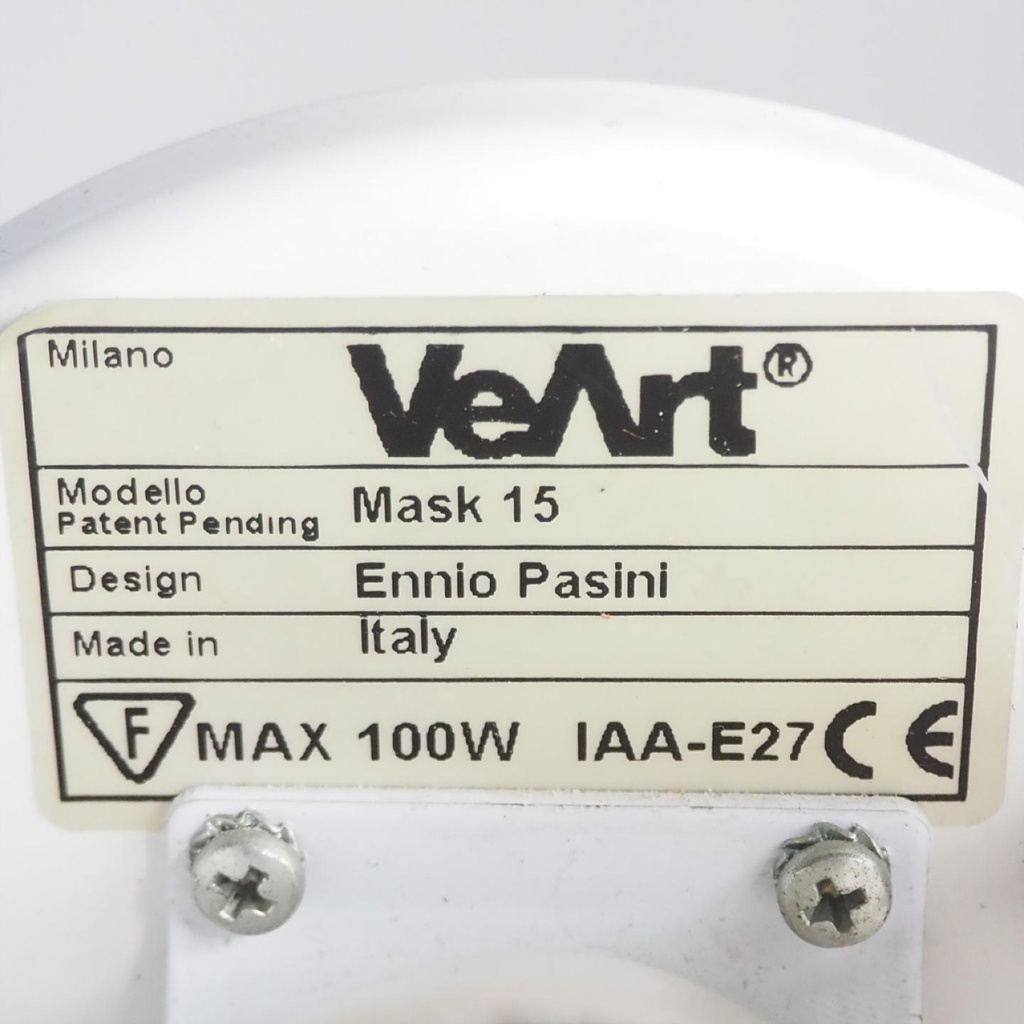 Milano VeArt®
Modello Mask 15
Patent Pending
Design Ennio Pasini
Made in Italy
F MAX 100W IAA-E27 CE